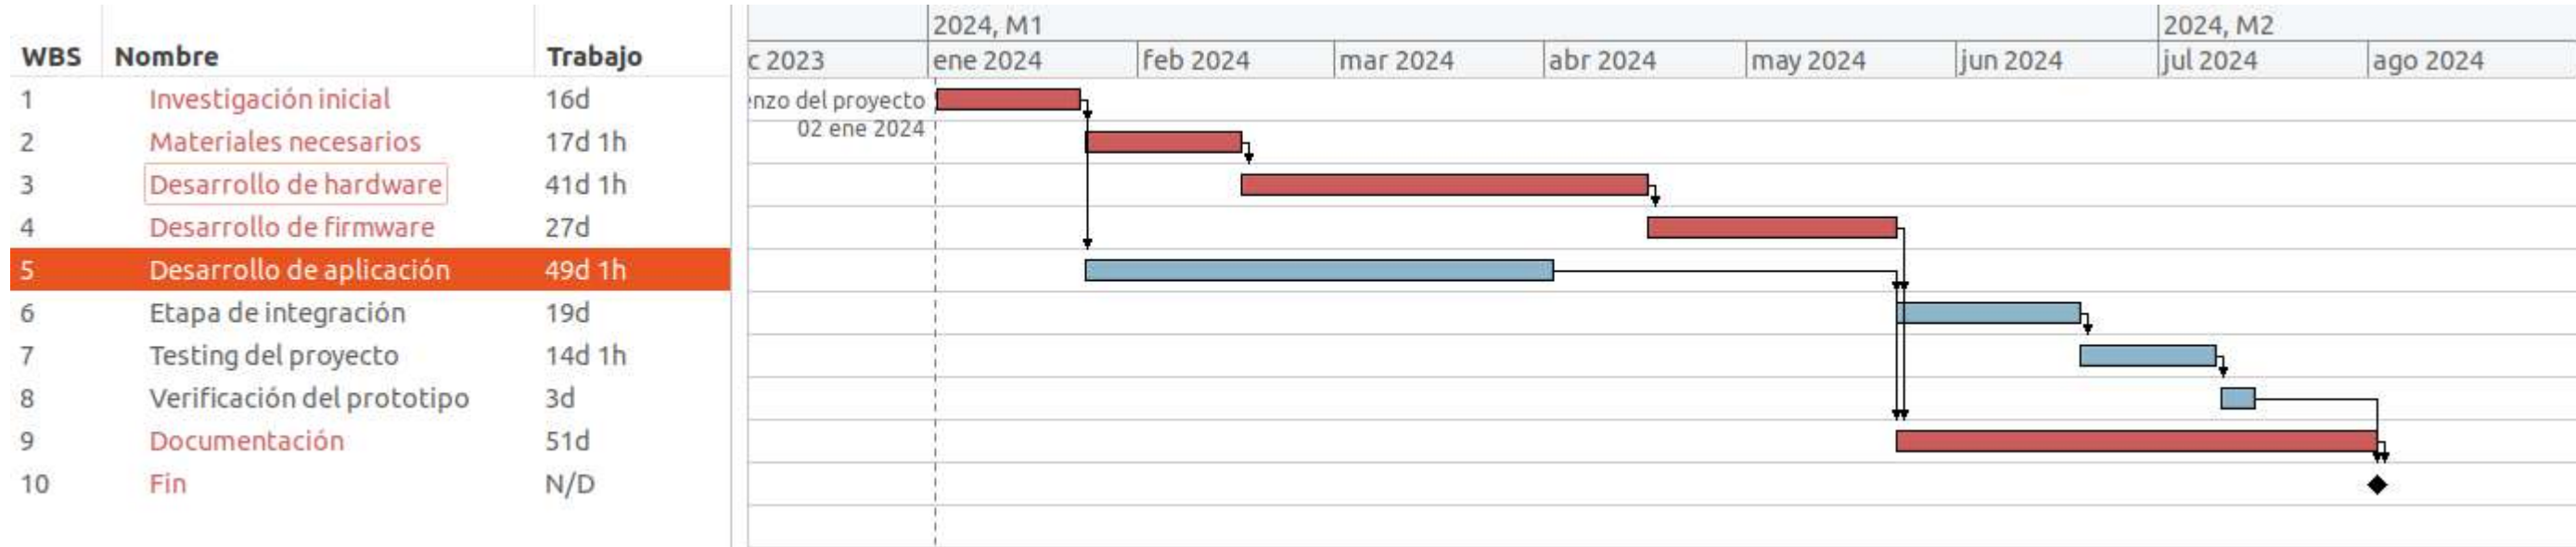 2024, M1 2024, M2
WBS Nombre Trabajo c 2023 ene 2024 feb 2024 mar 2024 abr 2024 may 2024 jun 2024 jul 2024 ago 2024
1 Investigación inicial 16d nzo del proyecto
02 ene 2024
2 Materiales necesarios 17d 1h
3 Desarrollo de hardware 41d 1h
4 Desarrollo de firmware 27d
5 Desarrollo de aplicación 49d 1h
6 Etapa de integración 19d
7 Testing del proyecto 14d 1h
8 Verificación del prototipo 3d
9 Documentación 51d
10 Fin N/D